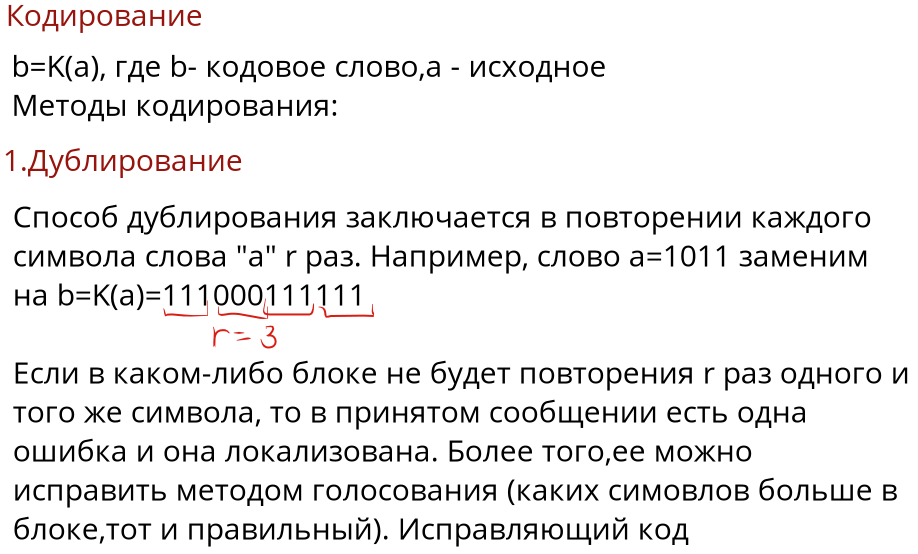 Кодирование
b=K(a), где b- кодовое слово,a - исходное
Методы кодирования:
1.Дублирование
Способ дублирования заключается в повторении каждого
символа слова "a" r раз. Например, слово a=1011 заменим
на b=K(a)=111000111111
r = 3
Если в каком-либо блоке не будет повторения r раз одного и
того же символа, то в принятом сообщении есть одна
ошибка и она локализована. Более того,ее можно
исправить методом голосования (каких симовлов больше в
блоке,тот и правильный). Исправляющий код